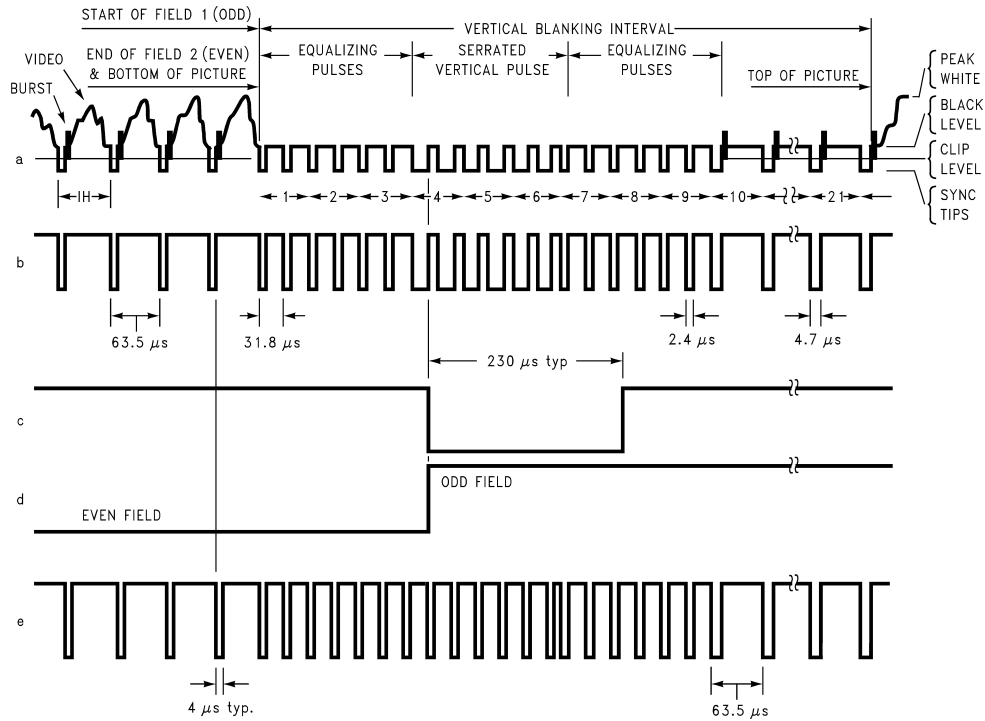 START OF FIELD 1 (ODD)
VERTICAL BLANKING INTERVAL
END OF FIELD 2 (EVEN)
& BOTTOM OF PICTURE
EQUALIZING
PULSES
SERRATED
VERTICAL PULSE
EQUALIZING
PULSES
TOP OF PICTURE
VIDEO
BURST
PEAK
WHITE
BLACK
LEVEL
CLIP
LEVEL
SYNC
TIPS
a
1H
1 2 3 4 5 6 7 8 9 10 21
b
63.5 μs
31.8 μs
2.4 μs
4.7 μs
230 μs typ
c
d
ODD FIELD
EVEN FIELD
e
4 μs typ.
63.5 μs